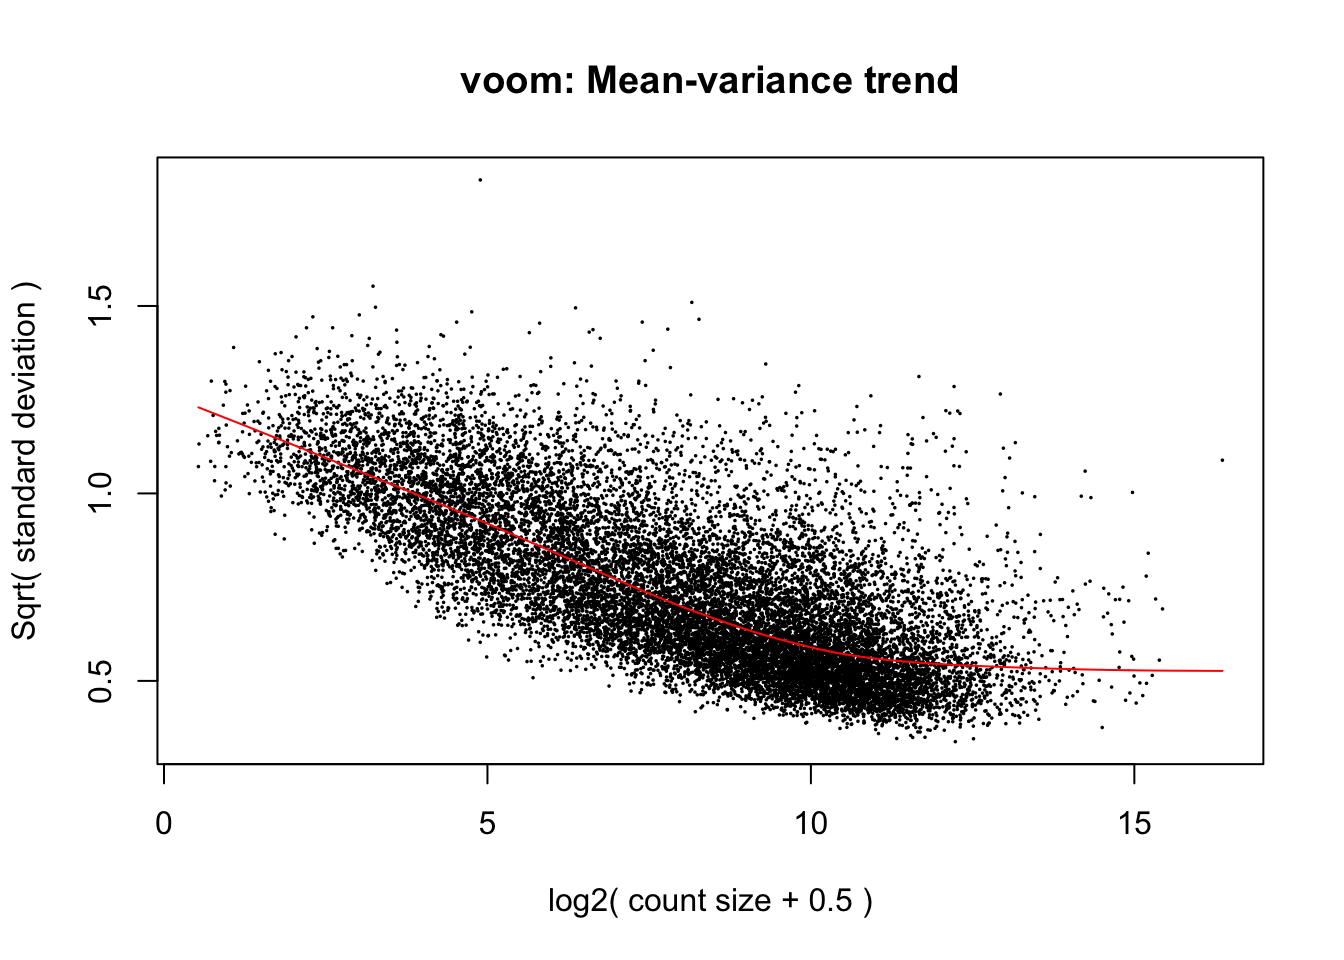 voom: Mean-variance trend
Sqrt( standard deviation )
1.5
1.0
0.5
0 5 10 15
log2( count size + 0.5 )